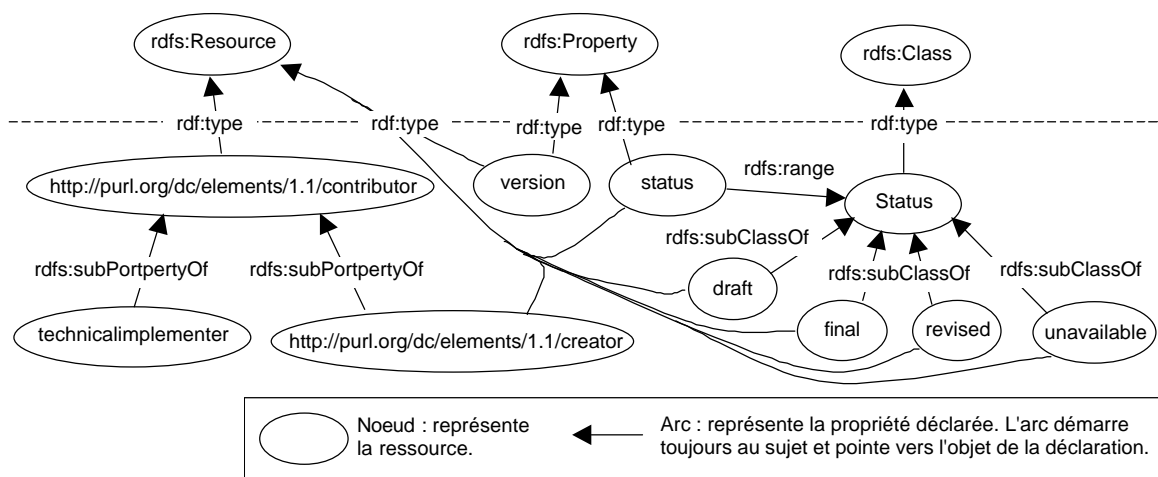 rdfs:Resource
rdfs:Property
rdfs:Class
rdf:type
rdf:type
rdf:type
rdf:type
rdf:type
http://purl.org/dc/elements/1.1/contributor
version
status
rdfs:range
Status
rdfs:subPortpertyOf
rdfs:subPortpertyOf
rdfs:subClassOf
rdfs:subClassOf
rdfs:subClassOf
draft
technicalimplementer
http://purl.org/dc/elements/1.1/creator
final
revised
unavailable
Noeud : représente
la ressource.
Arc : représente la propriété déclarée. L'arc démarre
toujours au sujet et pointe vers l'objet de la déclaration.